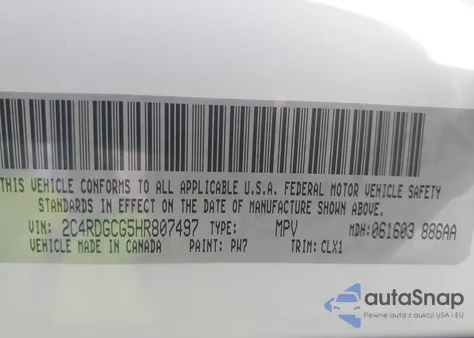 THIS VEHICLE CONFORMS TO ALL APPLICABLE U.S.A. FEDERAL MOTOR VEHICLE SAFETY
STANDARDS IN EFFECT ON THE DATE OF MANUFACTURE SHOWN ABOVE.
VIN: 2C4RDGCG5HR807497 TYPE: MPV MDH:061603 886AA
VEHICLE MADE IN CANADA PAINT: PW7 TRIM: CLX1
autoSnap
Pewne auta z aukcji USA i EU